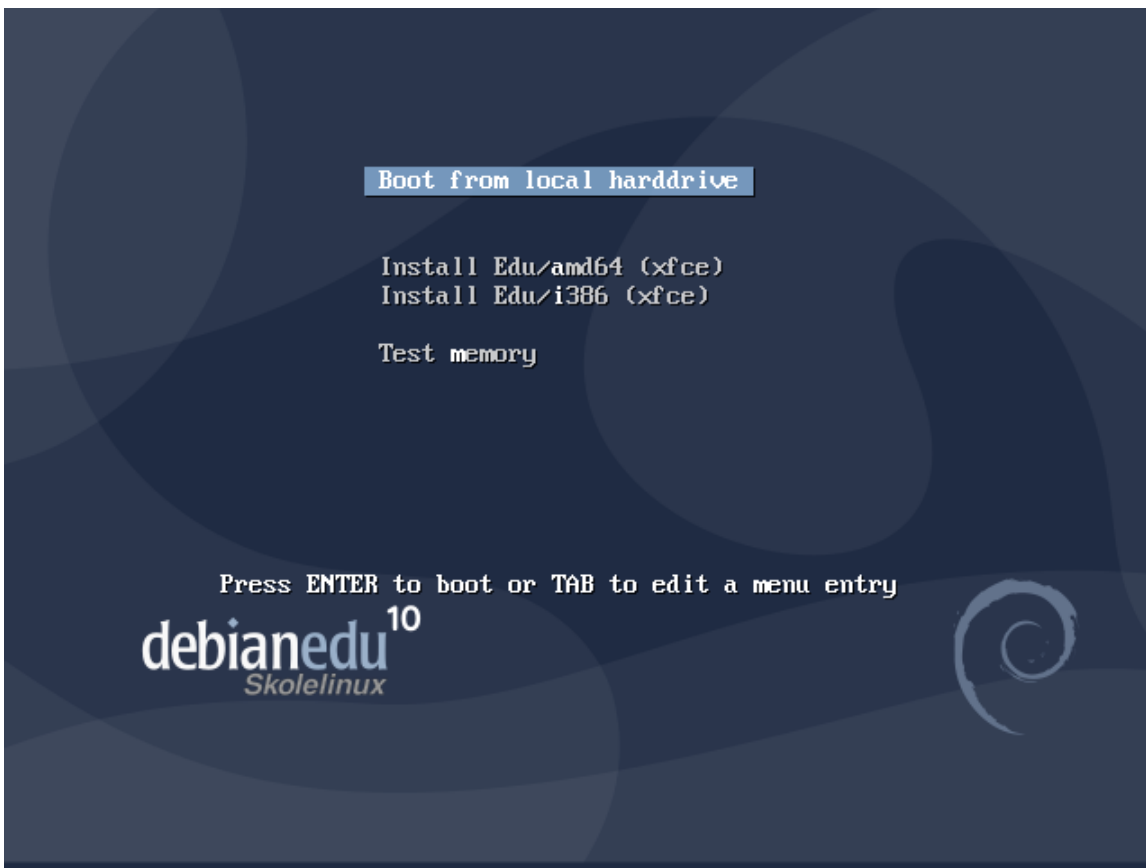 Boot from local harddrive
Install Edu/amd64 (xfce)
Install Edu/i386 (xfce)
Test memory
Press ENTER to boot or TAB to edit a menu entry
debianedu 10
Skolelinux